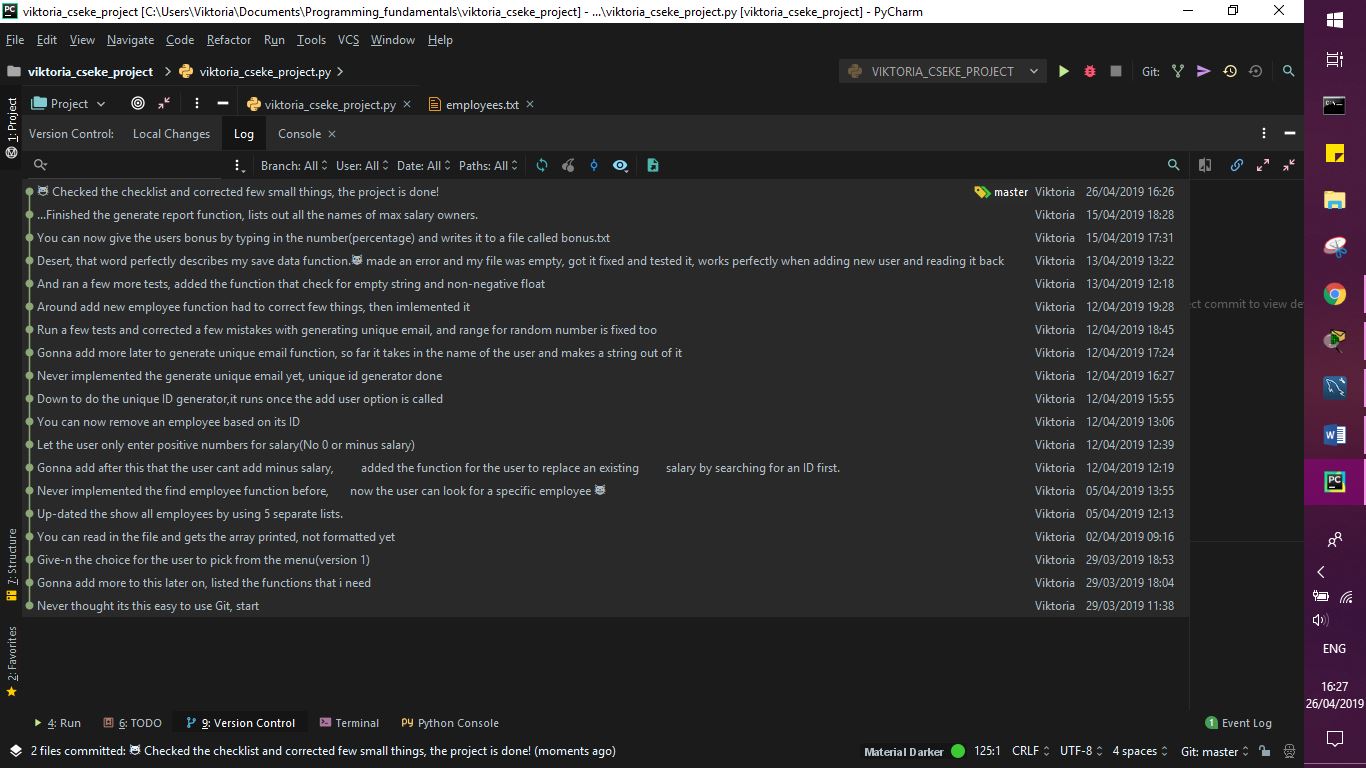 viktoria_cseke_project [C:\Users\Viktoria\Documents\Programming_fundamentals\viktoria_cseke_project] - ...\viktoria_cseke_project.py [viktoria_cseke_project] - PyCharm
File Edit View Navigate Code Refactor Run Tools VCS Window Help
viktoria_cseke_project viktoria_cseke_project.py VIKTORIA_CSEKE_PROJECT Git:
1: Project
Project viktoria_cseke_project.py employees.txt
Version Control: Local Changes Log Console
Branch: All User: All Date: All Paths: All
😈 Checked the checklist and corrected few small things, the project is done! master Viktoria 26/04/2019 16:26
...Finished the generate report function, lists out all the names of max salary owners. Viktoria 15/04/2019 18:28
You can now give the users bonus by typing in the number(percentage) and writes it to a file called bonus.txt Viktoria 15/04/2019 17:31
Desert, that word perfectly describes my save data function.😈 made an error and my file was empty, got it fixed and tested it, works perfectly when adding new user and reading it back Viktoria 13/04/2019 13:22
And ran a few more tests, added the function that check for empty string and non-negative float Viktoria 13/04/2019 12:18
Around add new employee function had to correct few things, then imlemented it Viktoria 12/04/2019 19:28
ct commit to view de
Run a few tests and corrected a few mistakes with generating unique email, and range for random number is fixed too Viktoria 12/04/2019 18:45
Gonna add more later to generate unique email function, so far it takes in the name of the user and makes a string out of it Viktoria 12/04/2019 17:24
Never implemented the generate unique email yet, unique id generator done Viktoria 12/04/2019 16:27
Down to do the unique ID generator,it runs once the add user option is called Viktoria 12/04/2019 15:55
You can now remove an employee based on its ID Viktoria 12/04/2019 13:06
Let the user only enter positive numbers for salary(No 0 or minus salary) Viktoria 12/04/2019 12:39
Gonna add after this that the user cant add minus salary, added the function for the user to replace an existing salary by searching for an ID first. Viktoria 12/04/2019 12:19
Never implemented the find employee function before, now the user can look for a specific employee 😈 Viktoria 05/04/2019 13:55
Up-dated the show all employees by using 5 separate lists. Viktoria 05/04/2019 12:13
You can read in the file and gets the array printed, not formatted yet Viktoria 02/04/2019 09:16
Give-n the choice for the user to pick from the menu(version 1) Viktoria 29/03/2019 18:53
Gonna add more to this later on, listed the functions that i need Viktoria 29/03/2019 18:04
Never thought its this easy to use Git, start Viktoria 29/03/2019 11:38
7: Structure
2: Favorites
4: Run 6: TODO 9: Version Control Terminal Python Console 1 Event Log
2 files committed: 😈 Checked the checklist and corrected few small things, the project is done! (moments ago) Material Darker 125:1 CRLF UTF-8 4 spaces Git: master
ENG
16:27
26/04/2019